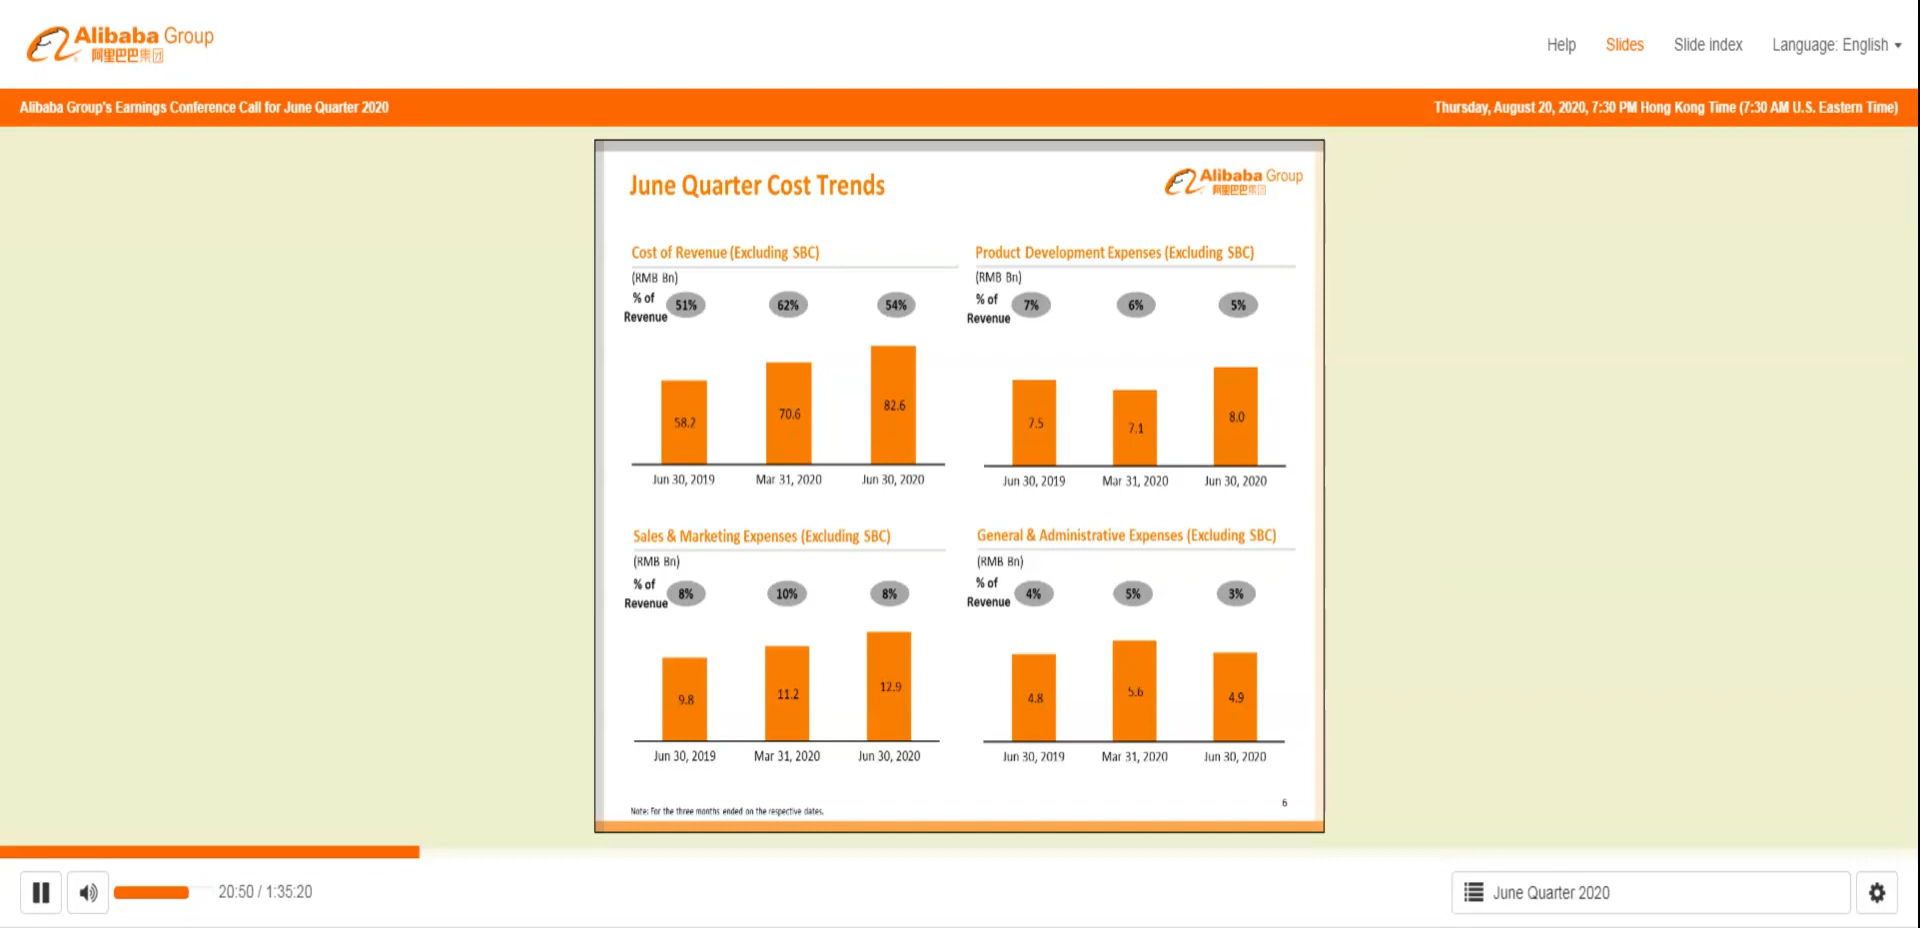 Alibaba Group
阿里巴巴集团
Help
Slides
Slide index
Language: English
Alibaba Group's Earnings Conference Call for June Quarter 2020
Thursday, August 20, 2020, 7:30 PM Hong Kong Time (7:30 AM U.S. Eastern Time)
June Quarter Cost Trends
Alibaba Group
阿里巴巴集团
Cost of Revenue (Excluding SBC)
(RMB Bn)
% of Revenue
51%
62%
54%
58.2
70.6
82.6
Jun 30, 2019
Mar 31, 2020
Jun 30, 2020
Product Development Expenses (Excluding SBC)
(RMB Bn)
% of Revenue
7%
6%
5%
7.5
7.1
8.0
Jun 30, 2019
Mar 31, 2020
Jun 30, 2020
Sales & Marketing Expenses (Excluding SBC)
(RMB Bn)
% of Revenue
8%
10%
8%
9.8
11.2
12.9
Jun 30, 2019
Mar 31, 2020
Jun 30, 2020
General & Administrative Expenses (Excluding SBC)
(RMB Bn)
% of Revenue
4%
5%
3%
4.8
5.6
4.9
Jun 30, 2019
Mar 31, 2020
Jun 30, 2020
Note: For the three months ended on the respective dates.
6
20:50 / 1:35:20
June Quarter 2020